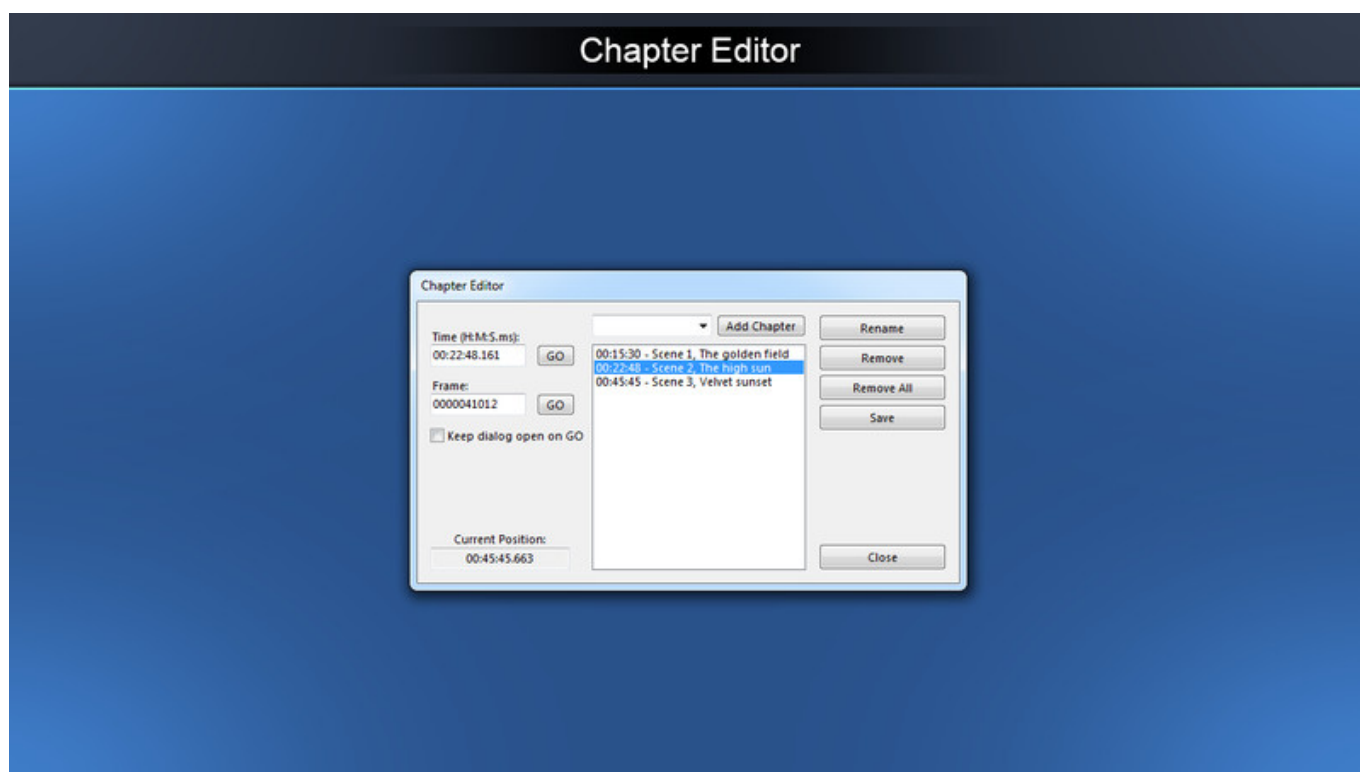 Chapter Editor
Chapter Editor
Time (H:M:S.ms):
00:22:48.161
GO
Frame:
0000041012
GO
Keep dialog open on GO
Current Position:
00:45:45.663
Add Chapter
00:15:30 - Scene 1, The golden field
00:22:48 - Scene 2, The high sun
00:45:45 - Scene 3, Velvet sunset
Rename
Remove
Remove All
Save
Close